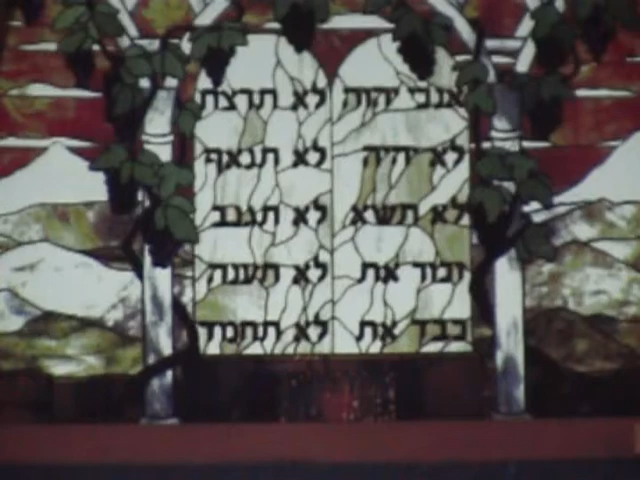 אנכי יהוה
לא יהיה
לא תשא
זכור את
כבד את
לא תרצח
לא תנאף
לא תגנב
לא תענה
לא תחמד